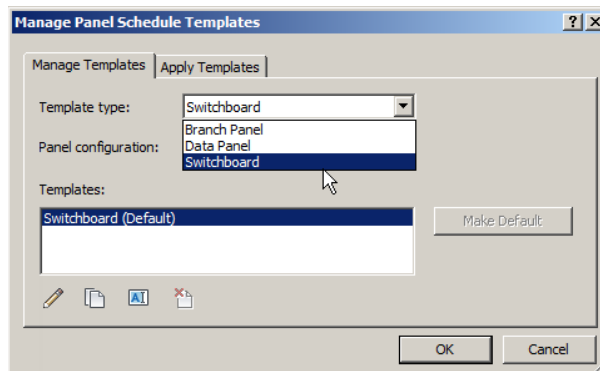 Manage Panel Schedule Templates
Manage Templates
Apply Templates
Template type:
Switchboard
Branch Panel
Panel configuration:
Data Panel
Switchboard
Templates:
Switchboard (Default)
Make Default
AI
OK
Cancel